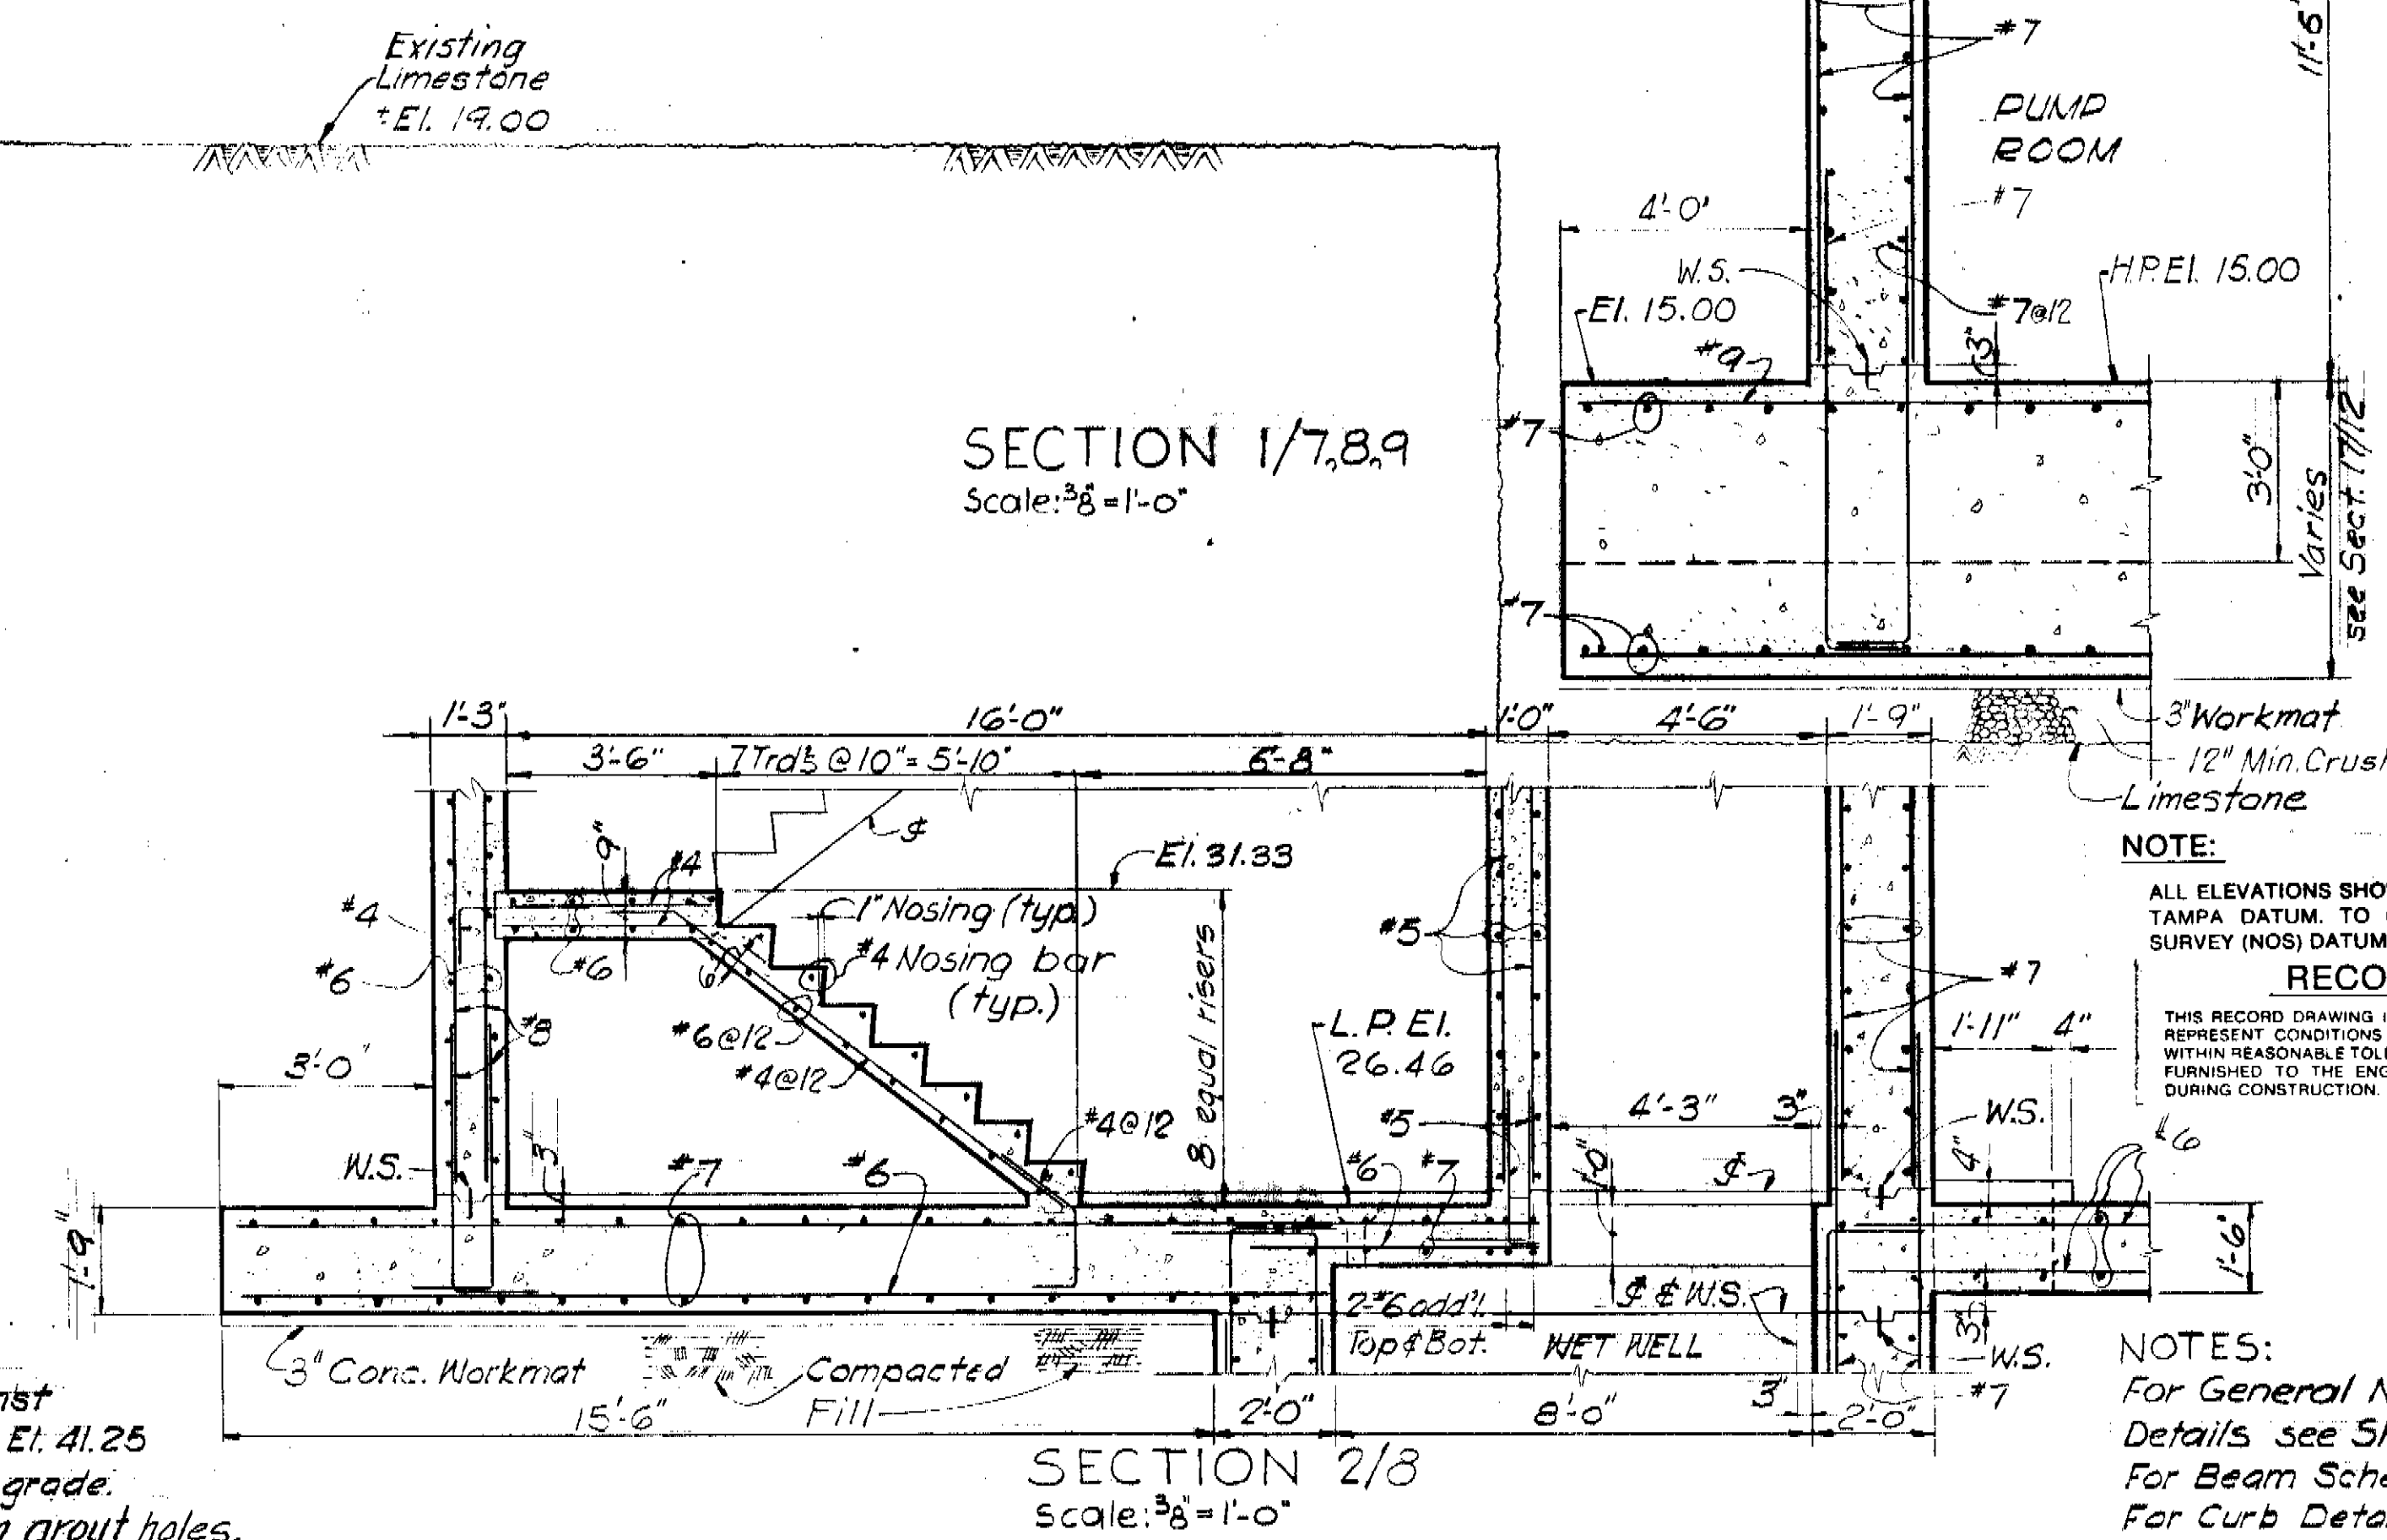 Existing
Limestone
±El. 19.00
#7
PUMP
ROOM
#7
4'-0"
W.S.
El. 15.00
H.P. El. 15.00
#7@12
3"
#9
#7
3'-0"
Varies
see Sect. 17/12
#7
SECTION 1/7,8,9
Scale: 3/8" = 1'-0"
3" Workmat
12" Min. Crush
Limestone
1'-3"
16'-0"
1'-0"
4'-6"
1'-9"
3'-6"
7 Trd's @ 10" = 5'-10"
6'-8"
9"
#4
El. 31.33
1" Nosing (typ.)
#4 Nosing bar
(typ.)
#4
#6
#6
6"
#8
#6@12
#4@12
8 equal risers
L.P. El.
26.46
#5
#7
3'-0"
#4@12
#5
4'-3"
3"
1'-11"
4"
W.S.
#6
W.S.
3"
#7
#6
#6
#7
1'-0"
4"
1'-9"
1'-6"
2-#6 add'l.
Top & Bot.
WET WELL
& W.S.
3"
W.S.
#7
3" Conc. Workmat
Compacted
Fill
15'-6"
2'-0"
8'-0"
3"
2'-0"
SECTION 2/8
Scale: 3/8" = 1'-0"
El. 41.25
grade.
grout holes.
NOTE:
ALL ELEVATIONS SHO
TAMPA DATUM. TO
SURVEY (NOS) DATUM
RECO
THIS RECORD DRAWING
REPRESENT CONDITIONS
WITHIN REASONABLE TOL
FURNISHED TO THE ENG
DURING CONSTRUCTION.
NOTES:
For General N
Details see Sh
For Beam Sche
For Curb Deta